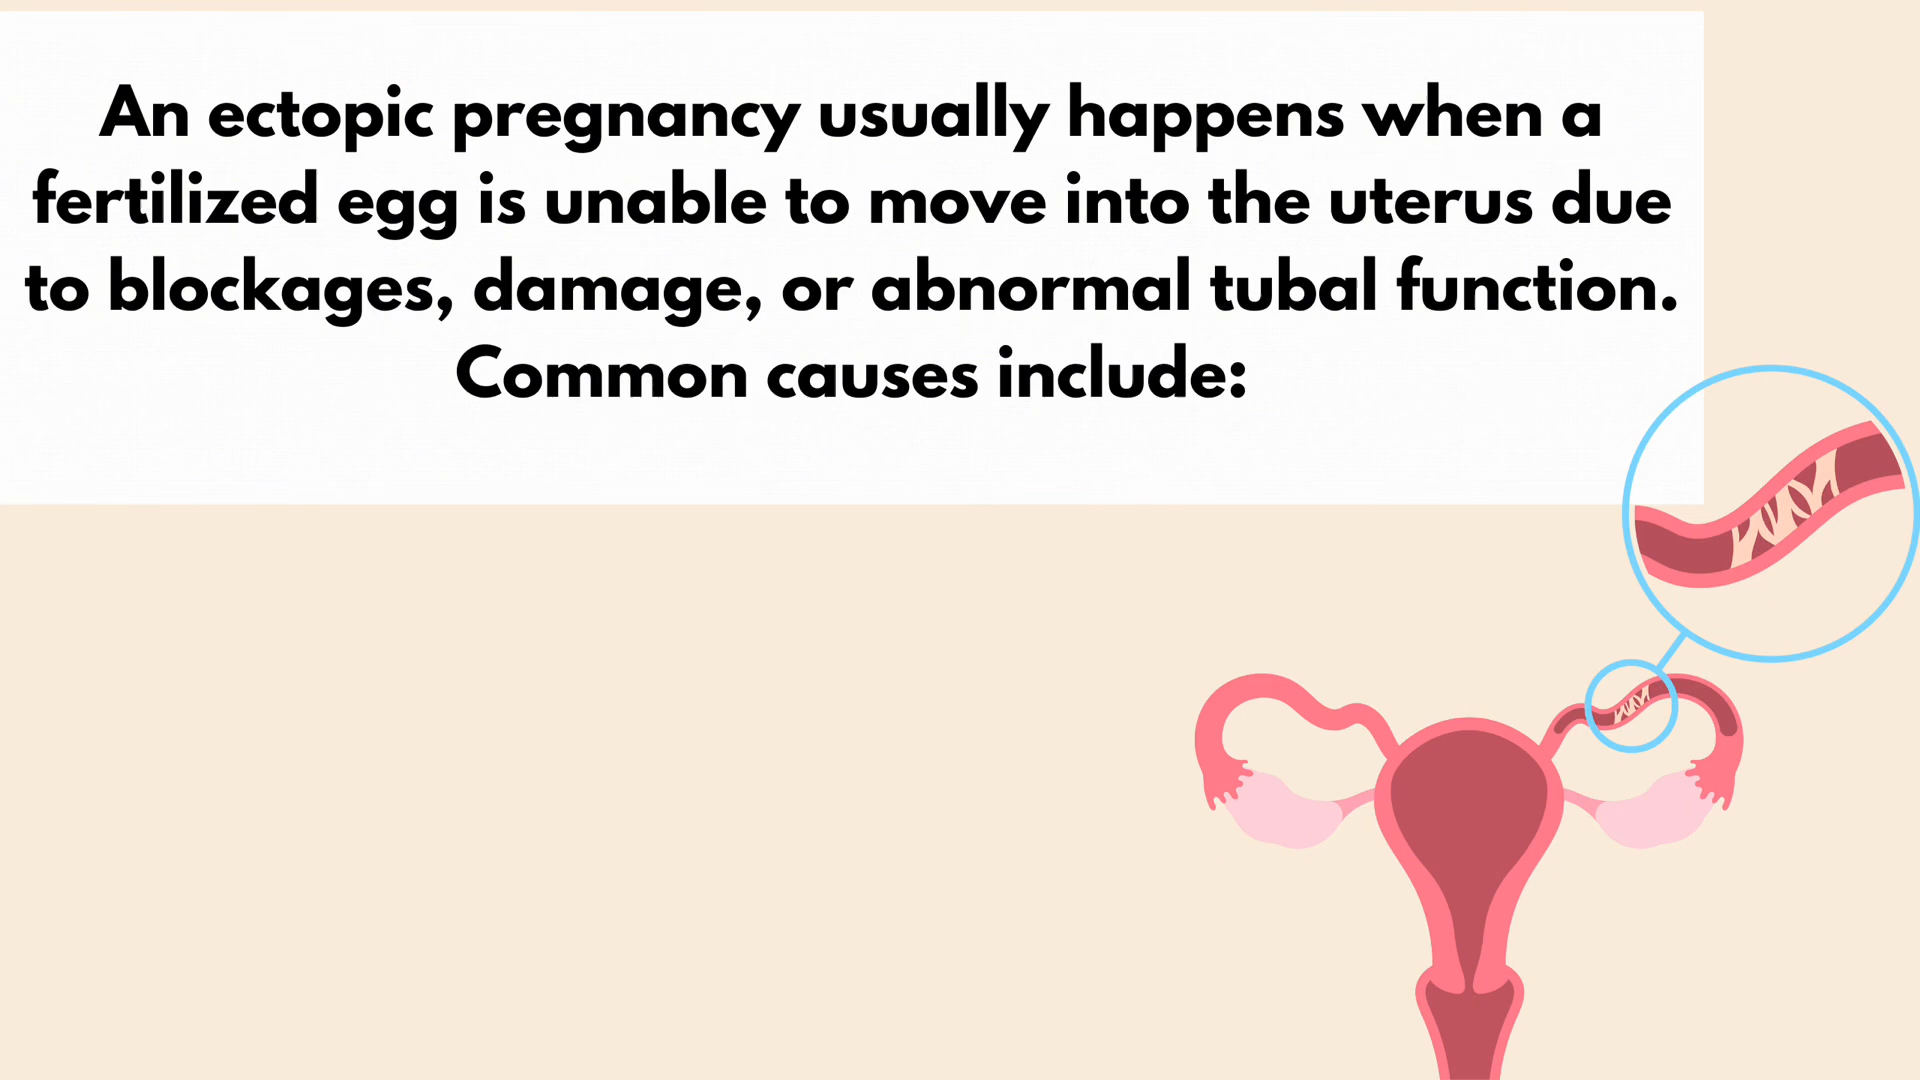 An ectopic pregnancy usually happens when a
fertilized egg is unable to move into the uterus due
to blockages, damage, or abnormal tubal function.
Common causes include: